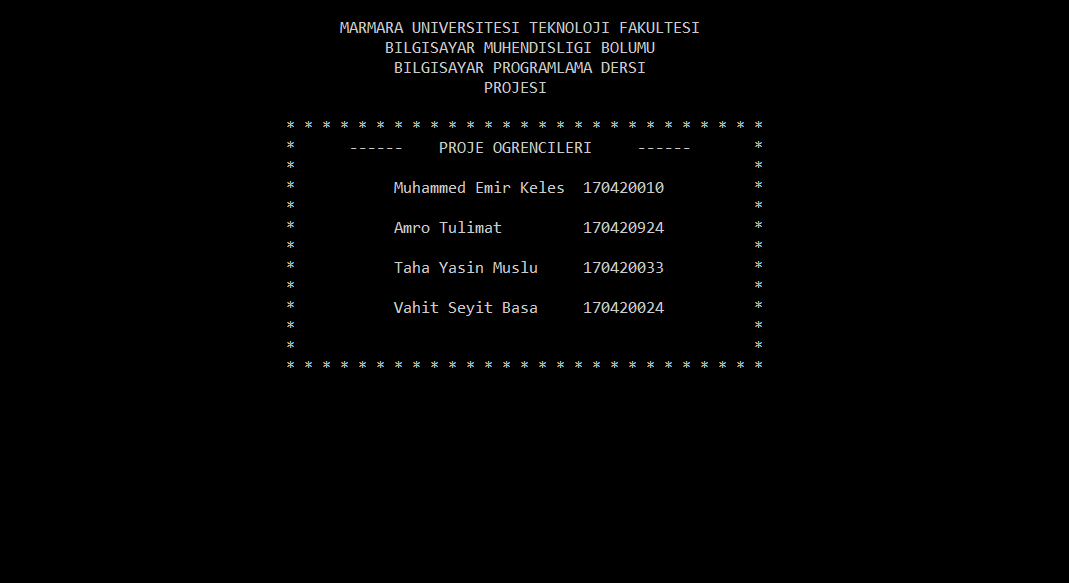 MARMARA UNIVERSITESI TEKNOLOJI FAKULTESI
BILGISAYAR MUHENDISLIGI BOLUMU
BILGISAYAR PROGRAMLAMA DERSI
PROJESI
* * * * * * * * * * * * * * * * * * * * * * * * * * *
* ------ PROJE OGRENCILERI ------ *
* *
* Muhammed Emir Keles 170420010 *
* *
* Amro Tulimat 170420924 *
* *
* Taha Yasin Muslu 170420033 *
* *
* Vahit Seyit Basa 170420024 *
* *
* *
* * * * * * * * * * * * * * * * * * * * * * * * * * *